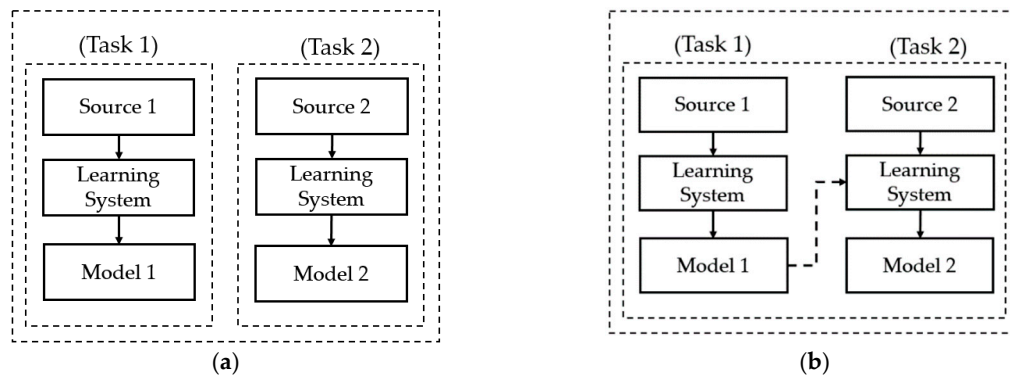 (Task 1)
(Task 2)
Source 1
Source 2
Learning
System
Learning
System
Model 1
Model 2
(a)
(Task 1)
(Task 2)
Source 1
Source 2
Learning
System
Learning
System
Model 1
Model 2
(b)